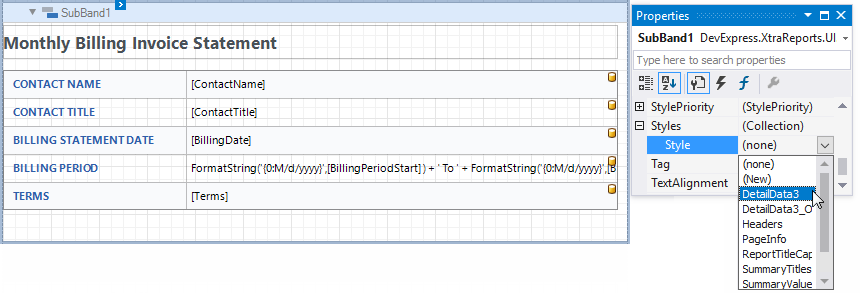 SubBand1
Monthly Billing Invoice Statement
CONTACT NAME [ContactName]
CONTACT TITLE [ContactTitle]
BILLING STATEMENT DATE [BillingDate]
BILLING PERIOD FormatString('{0:M/d/yyyy}',[BillingPeriodStart]) + ' To ' + FormatString('{0:M/d/yyyy}',[B
TERMS [Terms]
Properties
SubBand1 DevExpress.XtraReports.UI
Type here to search properties
StylePriority (StylePriority)
Styles (Collection)
Style (none)
Tag (none)
(New)
TextAlignment DetailData3
DetailData3_O
Headers
PageInfo
ReportTitleCap
SummaryTitles
SummaryValue